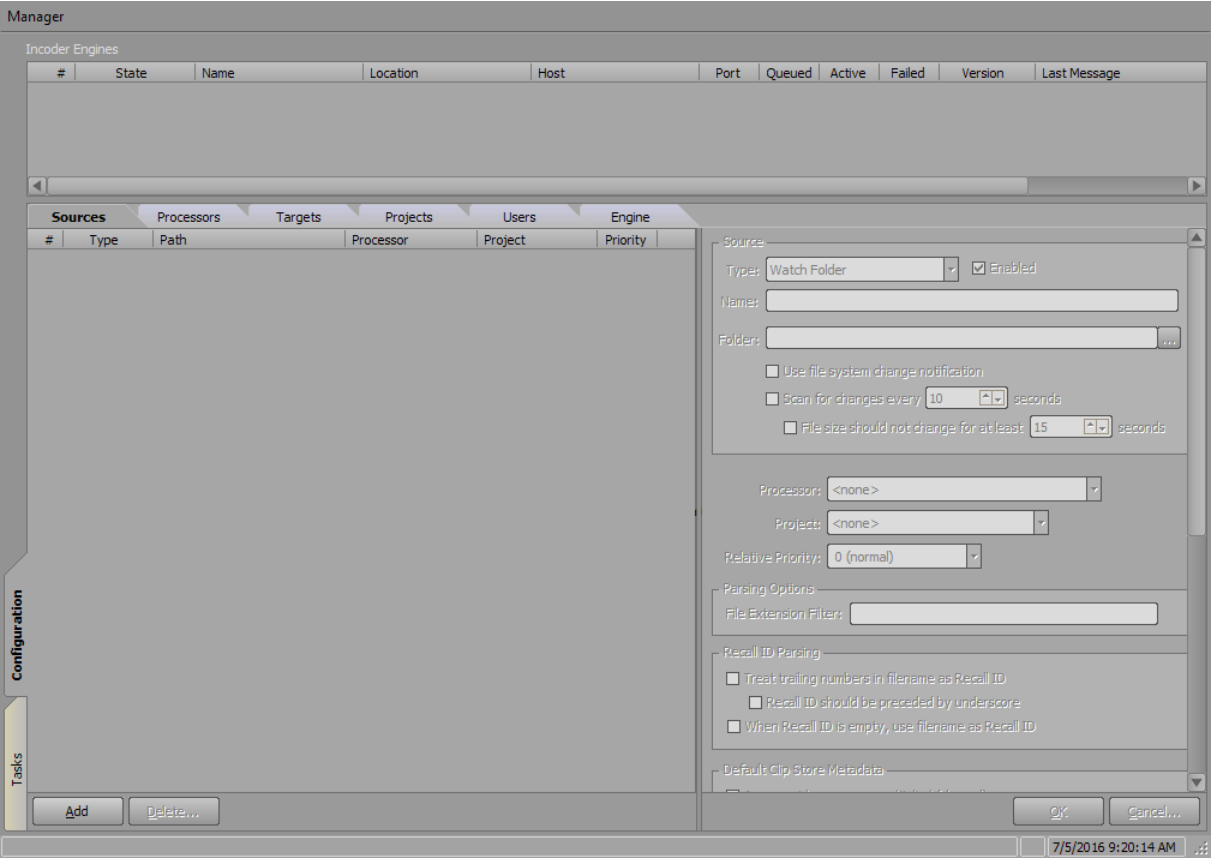 Manager
Incoder Engines
# State Name Location Host Port Queued Active Failed Version Last Message
Sources Processors Targets Projects Users Engine
# Type Path Processor Project Priority
Source
Type: Watch Folder Enabled
Name:
Folder: ...
Use file system change notification
Scan for changes every 10 seconds
File size should not change for at least 15 seconds
Processor: <none>
Project: <none>
Relative Priority: 0 (normal)
Parsing Options
File Extension Filter:
Recall ID Parsing
Treat trailing numbers in filename as Recall ID
Recall ID should be preceded by underscore
When Recall ID is empty, use filename as Recall ID
Default Clip Store Metadata
Configuration
Tasks
Add Delete... OK Cancel...
7/5/2016 9:20:14 AM